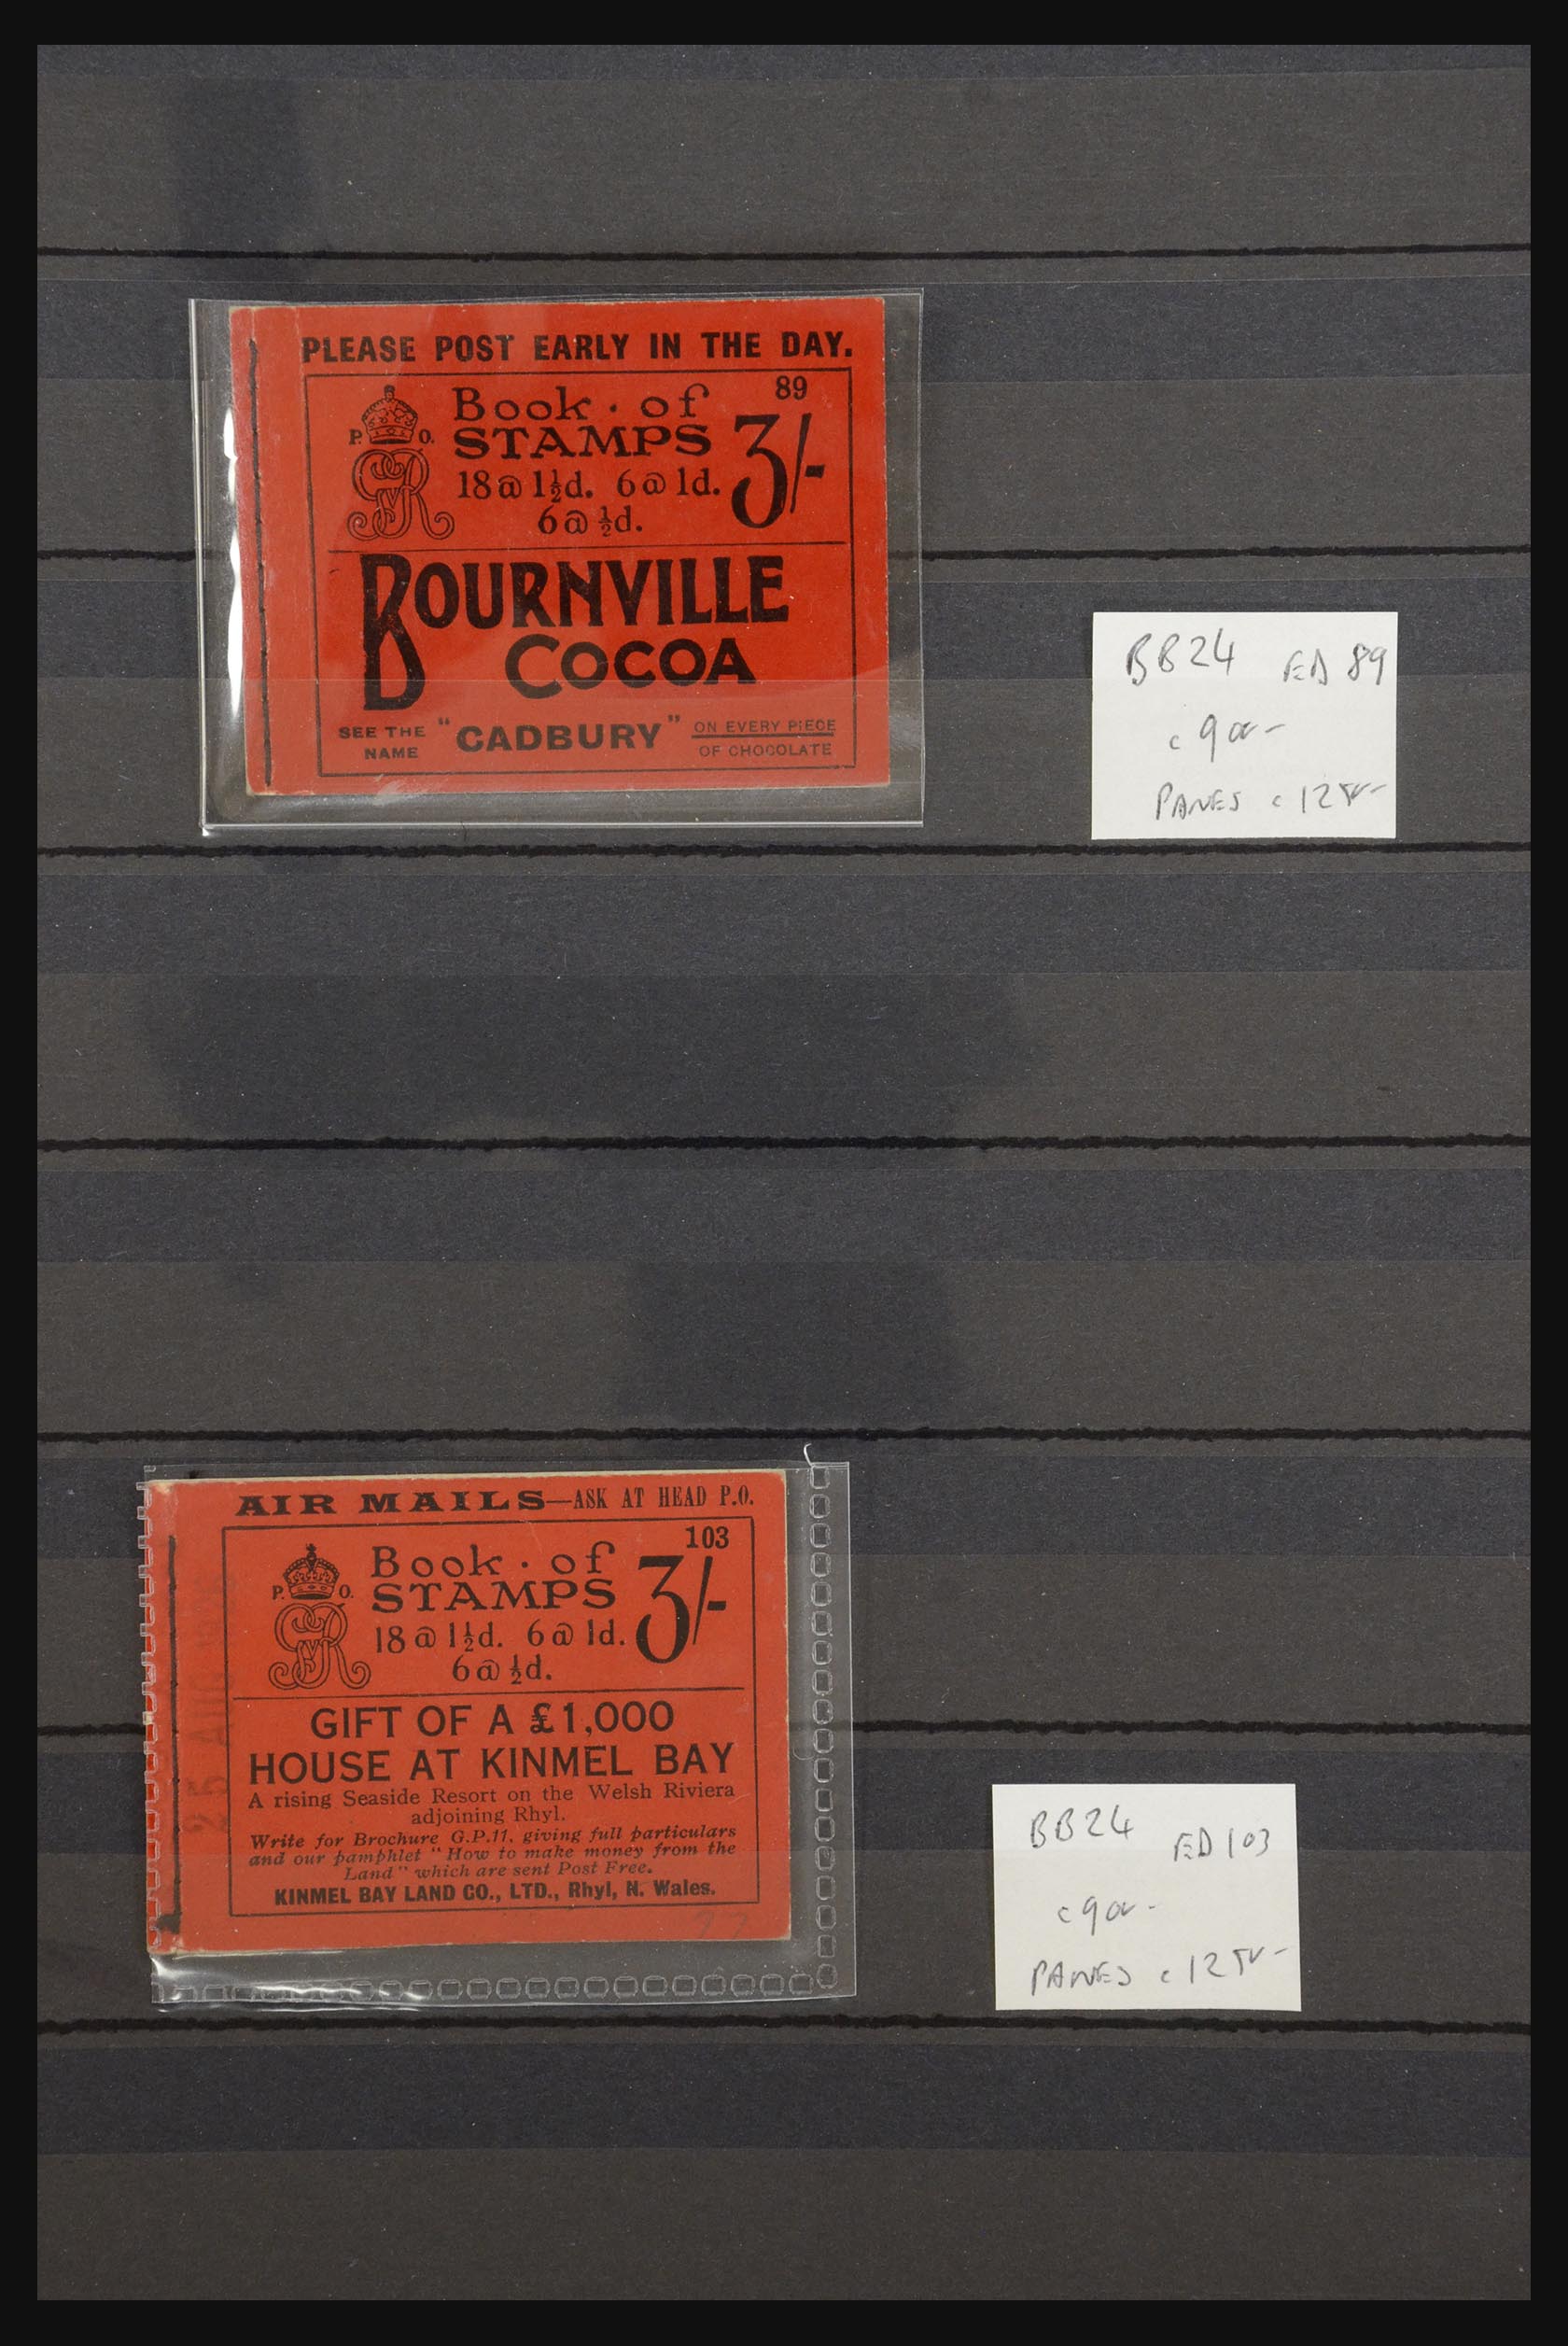 PLEASE POST EARLY IN THE DAY.
89
P. O.
Book · of
STAMPS
3/-
18@1½d. 6@1d.
6@½d.
BOURNVILLE
COCOA
SEE THE NAME "CADBURY" ON EVERY PIECE OF CHOCOLATE
BB24 ED 89
PANES
AIR MAILS—ASK AT HEAD P.O.
103
P. O.
Book · of
STAMPS
3/-
18@1½d. 6@1d.
6@½d.
GIFT OF A £1,000
HOUSE AT KINMEL BAY
A rising Seaside Resort on the Welsh Riviera
adjoining Rhyl.
Write for Brochure G.P.11, giving full particulars
and our pamphlet "How to make money from the
Land" which are sent Post Free.
KINMEL BAY LAND CO., LTD., Rhyl, N. Wales.
25 AUG
BB24 ED 103
PANES